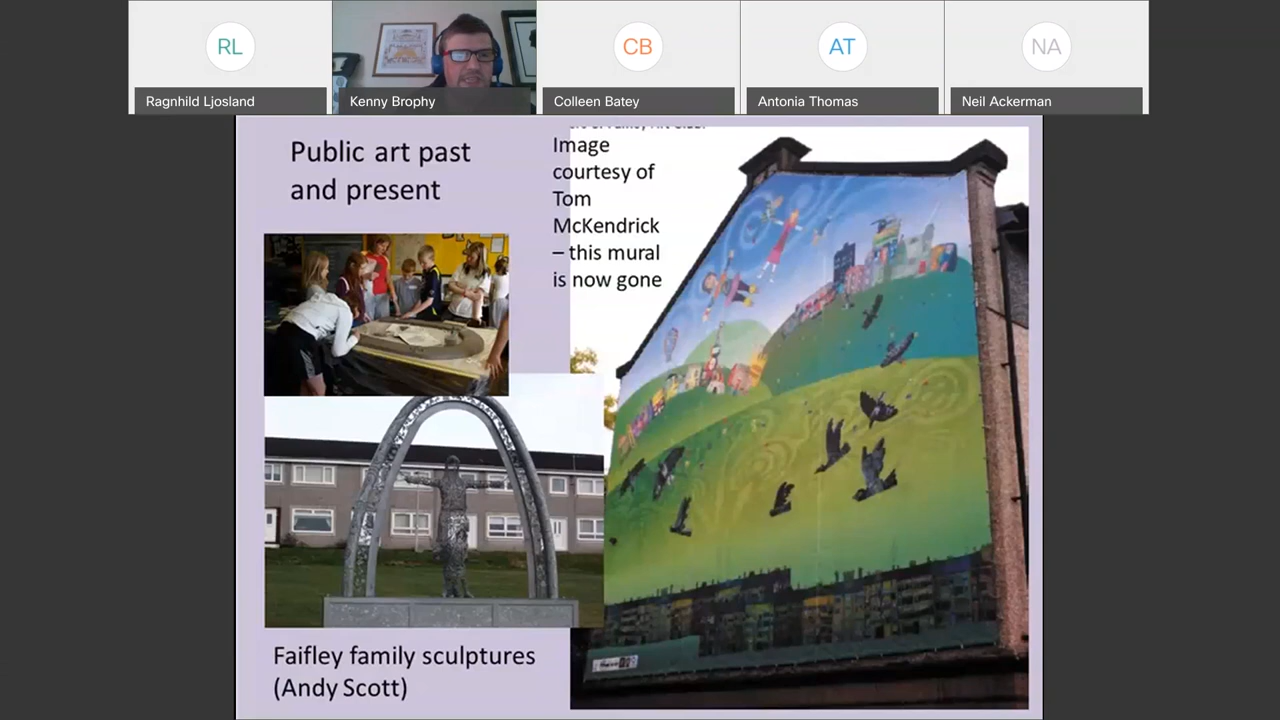 RL
Ragnhild Ljosland
Kenny Brophy
CB
Colleen Batey
AT
Antonia Thomas
NA
Neil Ackerman
Public art past
and present
Image
courtesy of
Tom
McKendrick
– this mural
is now gone
Faifley family sculptures
(Andy Scott)